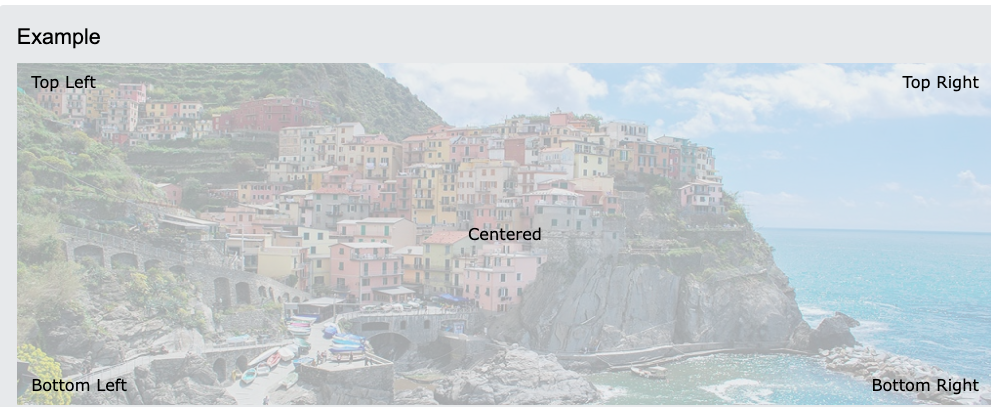 Example
Top Left
Top Right
Centered
Bottom Left
Bottom Right